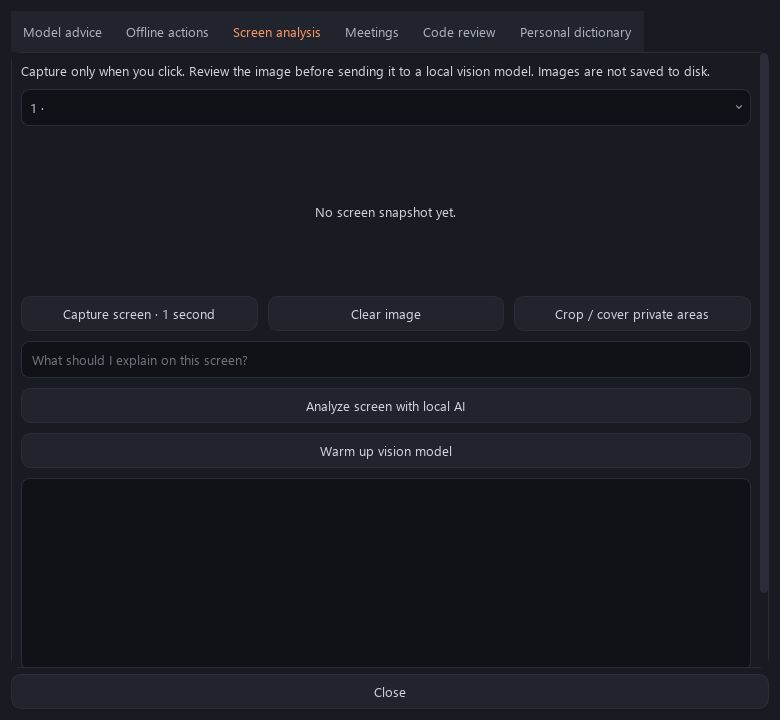 Model advice Offline actions Screen analysis Meetings Code review Personal dictionary
Capture only when you click. Review the image before sending it to a local vision model. Images are not saved to disk.
1 ·
No screen snapshot yet.
Capture screen · 1 second Clear image Crop / cover private areas
What should I explain on this screen?
Analyze screen with local AI
Warm up vision model
Close